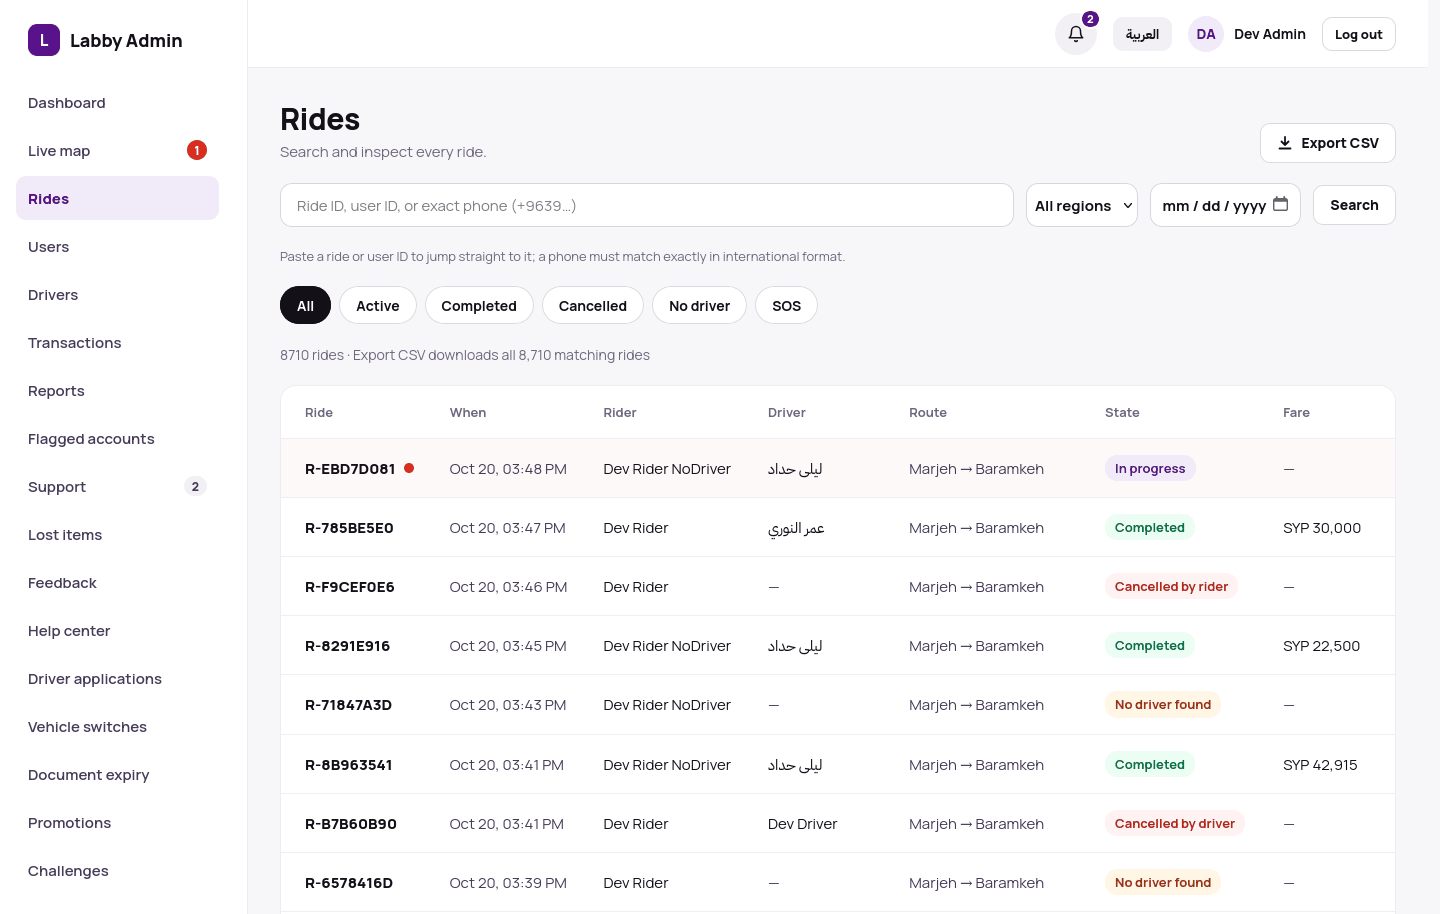 L Labby Admin
2
العربية
DA Dev Admin
Log out
Dashboard
Live map 1
Rides
Users
Drivers
Transactions
Reports
Flagged accounts
Support 2
Lost items
Feedback
Help center
Driver applications
Vehicle switches
Document expiry
Promotions
Challenges
Rides
Search and inspect every ride.
Export CSV
Ride ID, user ID, or exact phone (+9639…) All regions mm / dd / yyyy Search
Paste a ride or user ID to jump straight to it; a phone must match exactly in international format.
All Active Completed Cancelled No driver SOS
8710 rides · Export CSV downloads all 8,710 matching rides
Ride When Rider Driver Route State Fare
R-EBD7D081 Oct 20, 03:48 PM Dev Rider NoDriver ليلى حداد Marjeh → Baramkeh In progress —
R-785BE5E0 Oct 20, 03:47 PM Dev Rider عمر النوري Marjeh → Baramkeh Completed SYP 30,000
R-F9CEF0E6 Oct 20, 03:46 PM Dev Rider — Marjeh → Baramkeh Cancelled by rider —
R-8291E916 Oct 20, 03:45 PM Dev Rider NoDriver ليلى حداد Marjeh → Baramkeh Completed SYP 22,500
R-71847A3D Oct 20, 03:43 PM Dev Rider NoDriver — Marjeh → Baramkeh No driver found —
R-8B963541 Oct 20, 03:41 PM Dev Rider NoDriver ليلى حداد Marjeh → Baramkeh Completed SYP 42,915
R-B7B60B90 Oct 20, 03:41 PM Dev Rider Dev Driver Marjeh → Baramkeh Cancelled by driver —
R-6578416D Oct 20, 03:39 PM Dev Rider — Marjeh → Baramkeh No driver found —